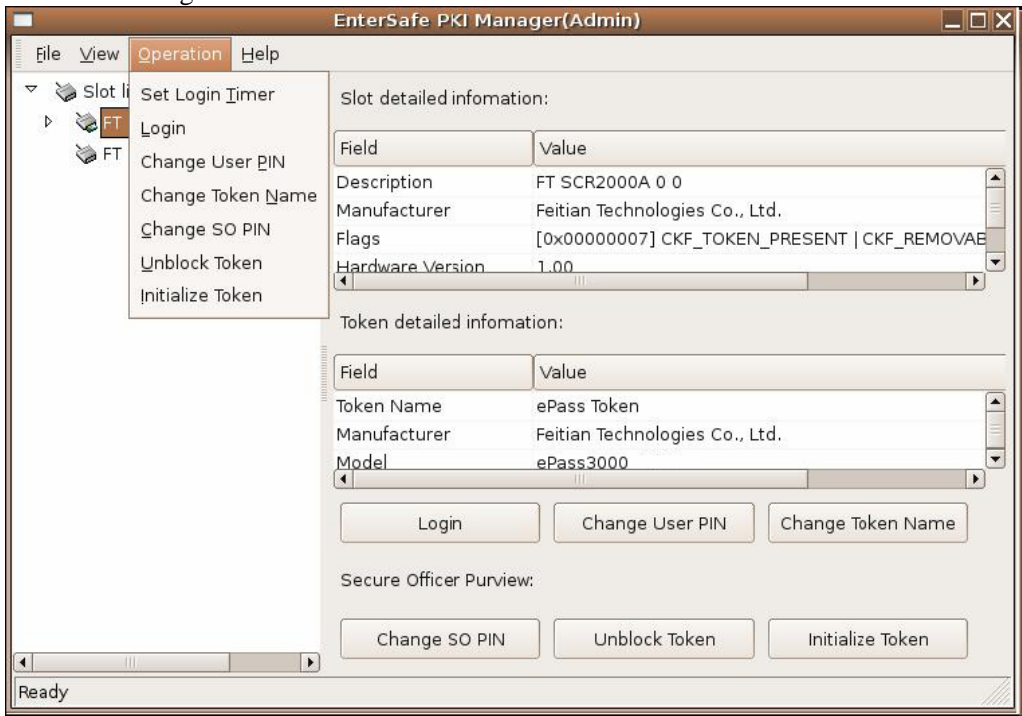 EnterSafe PKI Manager(Admin)
File View Operation Help
Slot li
FT
FT
Set Login Timer
Login
Change User PIN
Change Token Name
Change SO PIN
Unblock Token
Initialize Token
Slot detailed infomation:
Field Value
Description FT SCR2000A 0 0
Manufacturer Feitian Technologies Co., Ltd.
Flags [0x00000007] CKF_TOKEN_PRESENT | CKF_REMOVAB
Hardware Version 1.00
Token detailed infomation:
Field Value
Token Name ePass Token
Manufacturer Feitian Technologies Co., Ltd.
Model ePass3000
Login Change User PIN Change Token Name
Secure Officer Purview:
Change SO PIN Unblock Token Initialize Token
Ready